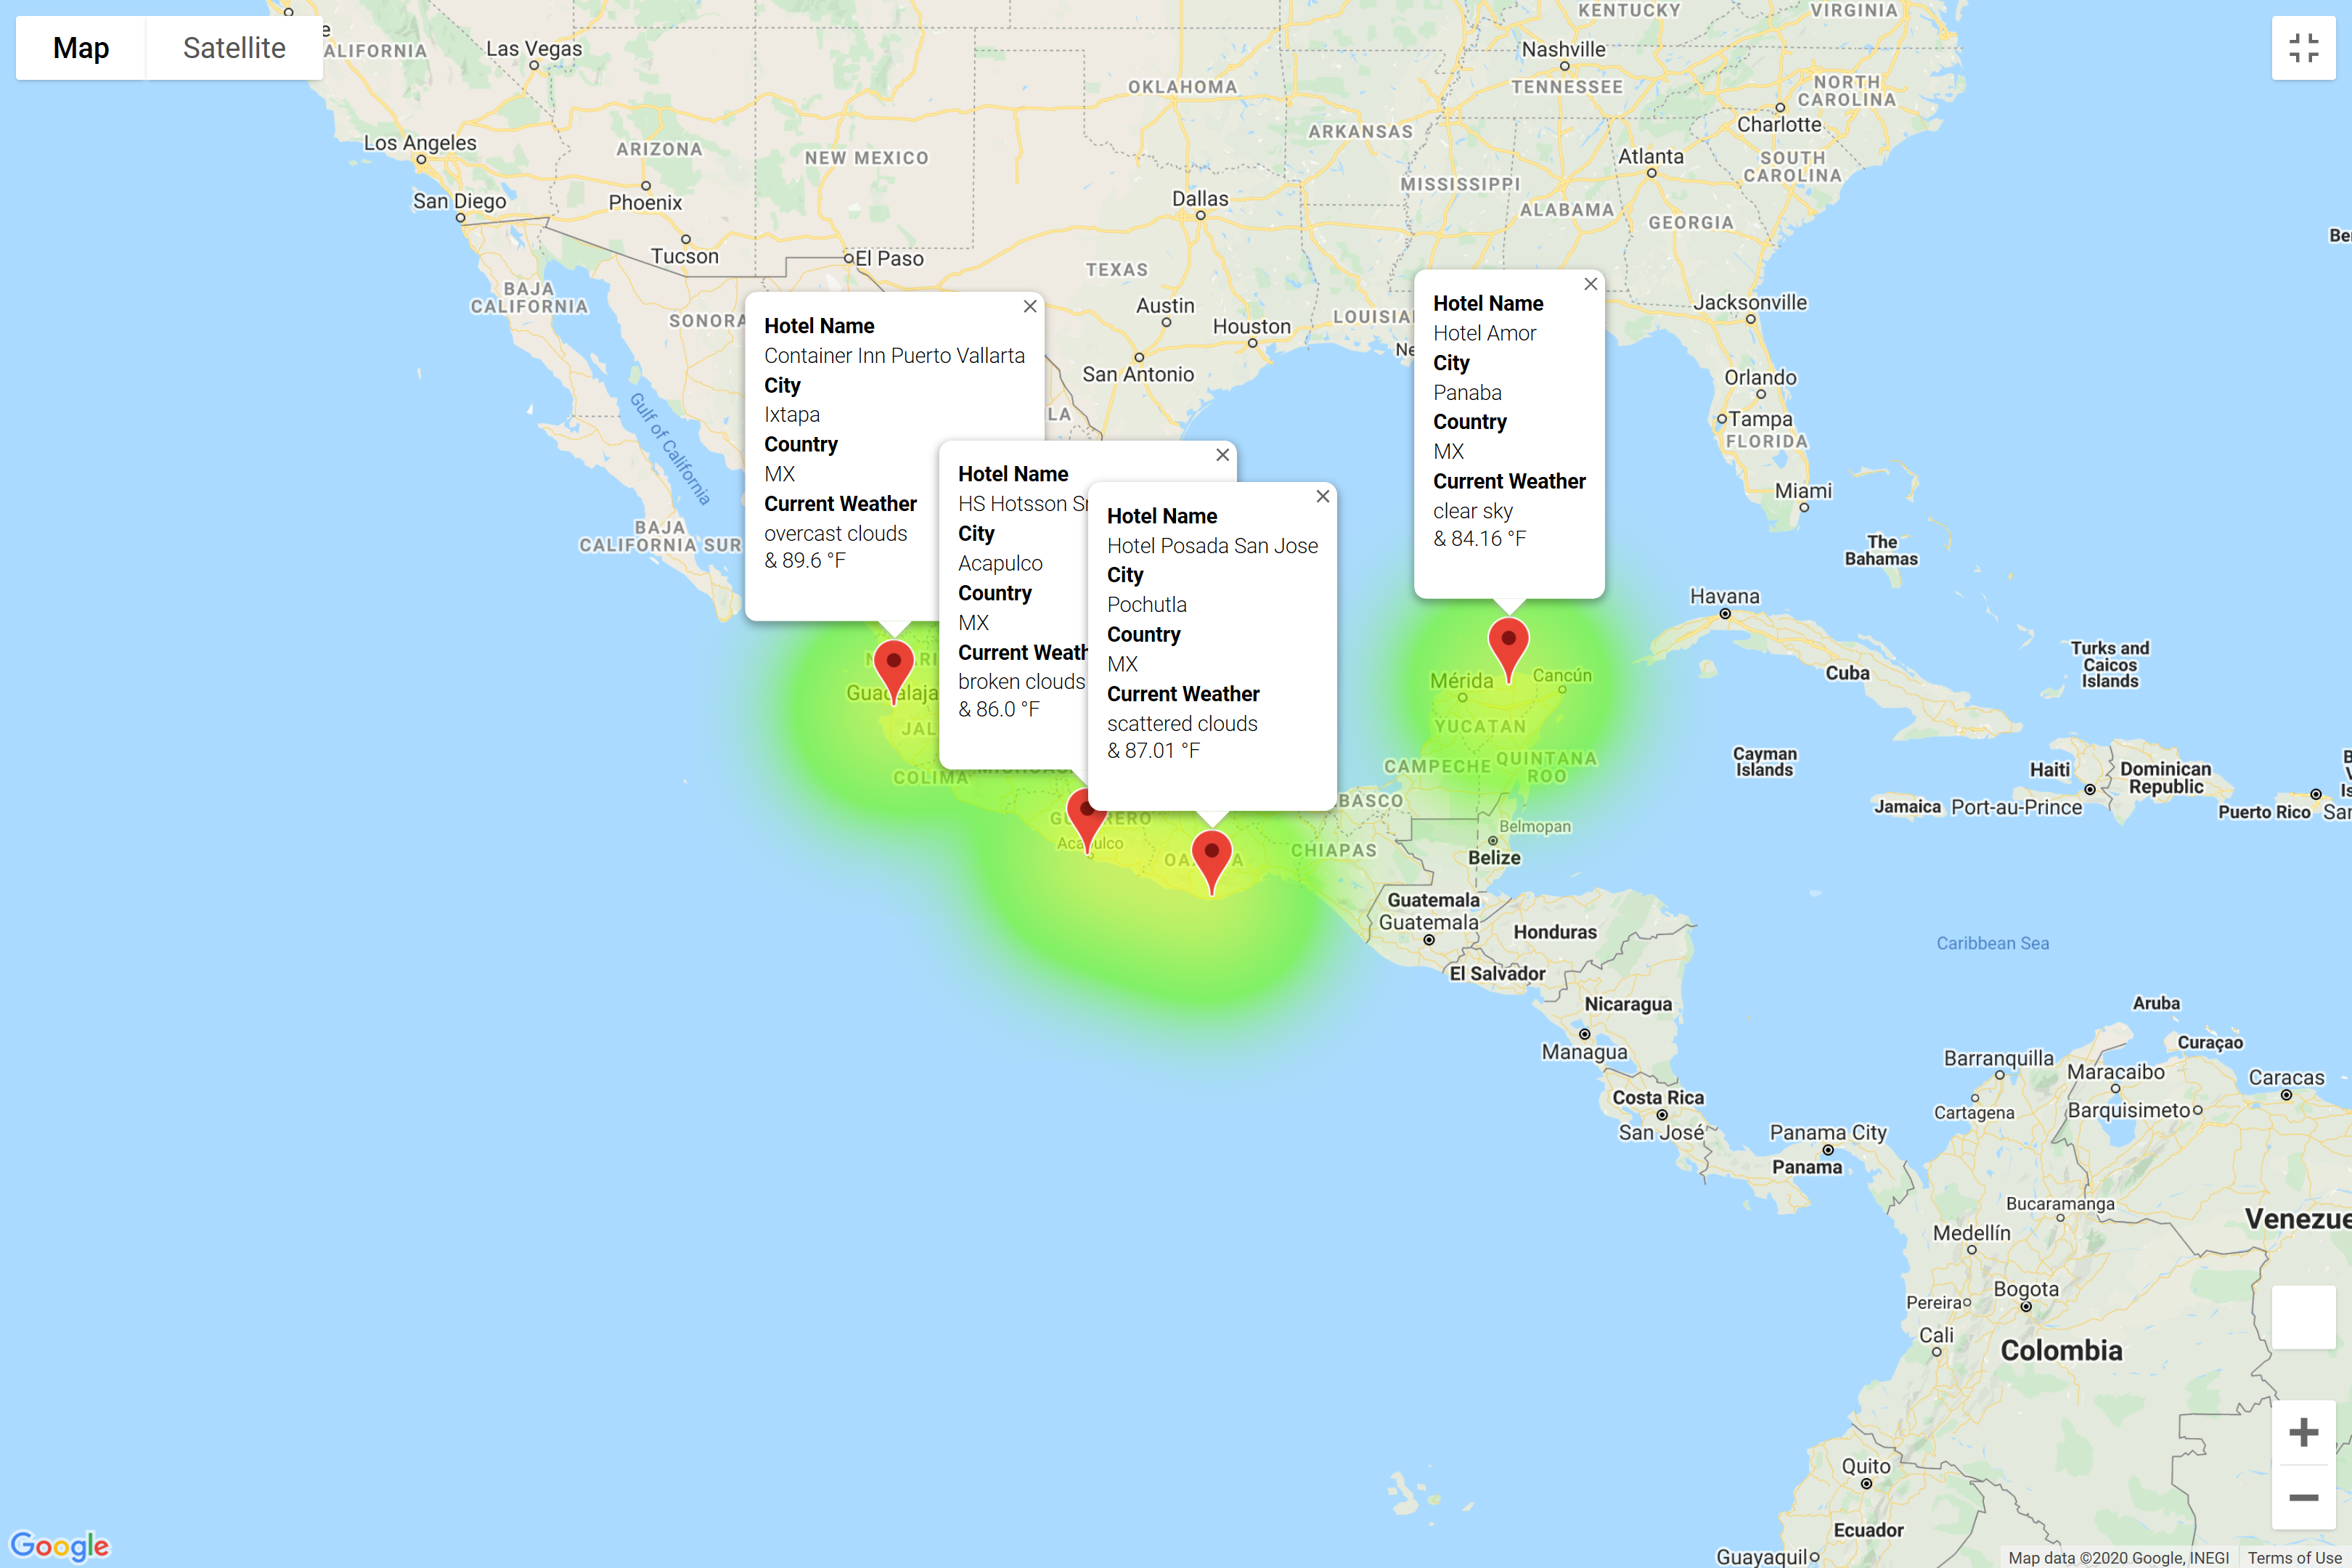 Map
Satellite
ALIFORNIA
Las Vegas
Los Angeles
San Diego
ARIZONA
Phoenix
Tucson
NEW MEXICO
El Paso
OKLAHOMA
Dallas
TEXAS
Austin
Houston
San Antonio
KENTUCKY
VIRGINIA
Nashville
TENNESSEE
NORTH
CAROLINA
Charlotte
ARKANSAS
Atlanta
SOUTH
CAROLINA
MISSISSIPPI
ALABAMA
GEORGIA
Jacksonville
Orlando
Tampa
FLORIDA
Miami
BAJA
CALIFORNIA
SONORA
Gulf of California
BAJA
CALIFORNIA SUR
Hotel Name
Container Inn Puerto Vallarta
City
Ixtapa
Country
MX
Current Weather
overcast clouds
& 89.6 °F
Hotel Name
HS Hotsson
City
Acapulco
Country
MX
Current Weath
broken clouds
& 86.0 °F
Hotel Name
Hotel Posada San Jose
City
Pochutla
Country
MX
Current Weather
scattered clouds
& 87.01 °F
Hotel Name
Hotel Amor
City
Panaba
Country
MX
Current Weather
clear sky
& 84.16 °F
The
Bahamas
Havana
Cuba
Turks and
Caicos
Islands
Cayman
Islands
Haiti
Dominican
Republic
Jamaica
Port-au-Prince
Puerto Rico
Mérida
Cancún
YUCATAN
CAMPECHE
QUINTANA
ROO
COLIMA
Acapulco
CHIAPAS
Belmopan
Belize
Guatemala
Guatemala
Honduras
El Salvador
Nicaragua
Managua
Costa Rica
San José
Panama City
Panama
Caribbean Sea
Aruba
Curaçao
Barranquilla
Maracaibo
Caracas
Cartagena
Barquisimeto
Bucaramanga
Medellín
Venezue
Bogota
Pereira
Cali
Colombia
Quito
Ecuador
Guayaquil
Google
Map data ©2020 Google, INEGI
Terms of Use